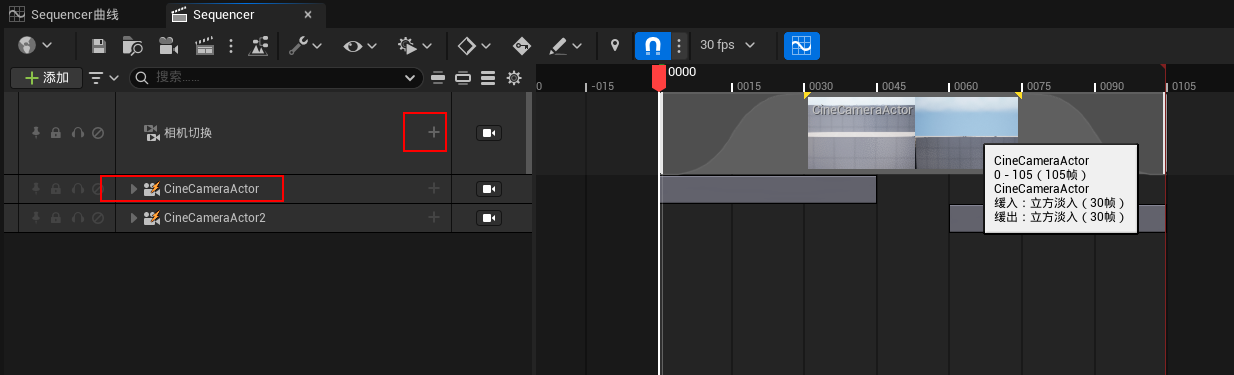 Sequencer曲线
Sequencer
30 fps
添加
搜索......
0000
-015
0015
0030
0045
0060
0075
0090
0105
相机切换
CineCameraActor
CineCameraActor
CineCameraActor
0 - 105 ( 105帧 )
CineCameraActor
缓入 : 立方淡入 ( 30帧 )
缓出 : 立方淡入 ( 30帧 )
CineCameraActor2